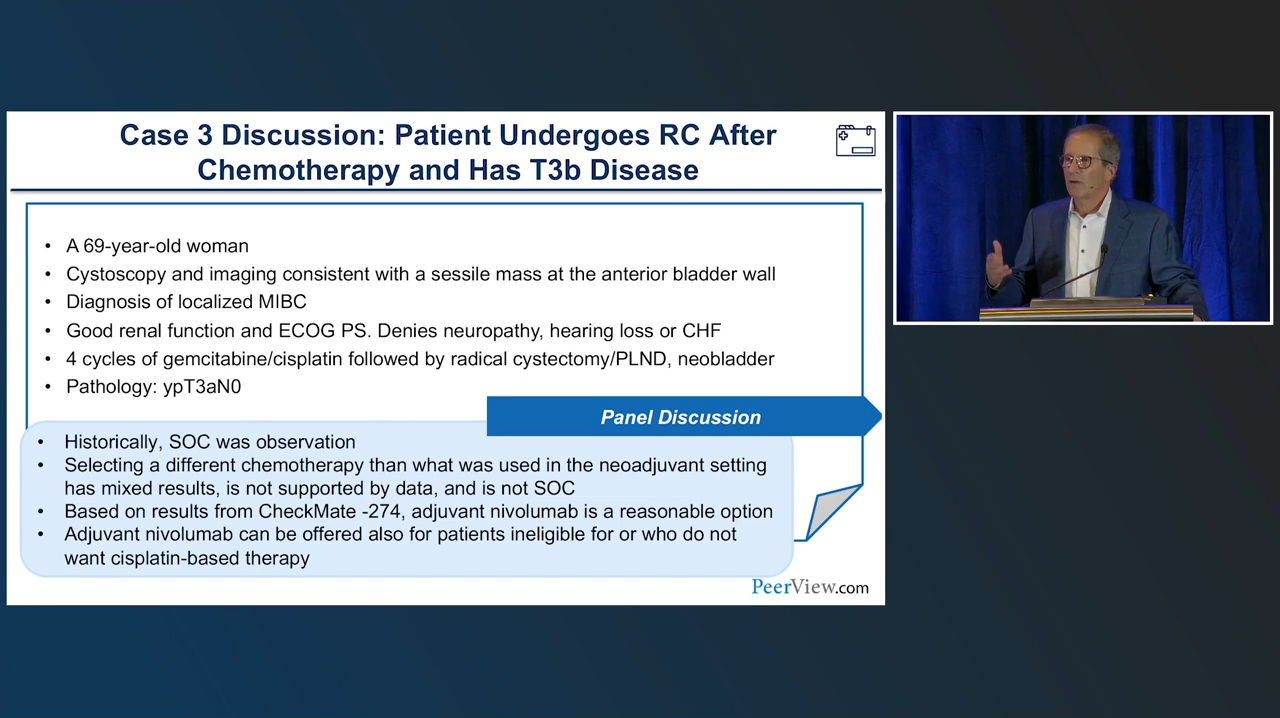 Case 3 Discussion: Patient Undergoes RC After
Chemotherapy and Has T3b Disease
• A 69-year-old woman
• Cystoscopy and imaging consistent with a sessile mass at the anterior bladder wall
• Diagnosis of localized MIBC
• Good renal function and ECOG PS. Denies neuropathy, hearing loss or CHF
• 4 cycles of gemcitabine/cisplatin followed by radical cystectomy/PLND, neobladder
• Pathology: ypT3aN0
Panel Discussion
• Historically, SOC was observation
• Selecting a different chemotherapy than what was used in the neoadjuvant setting
has mixed results, is not supported by data, and is not SOC
• Based on results from CheckMate -274, adjuvant nivolumab is a reasonable option
• Adjuvant nivolumab can be offered also for patients ineligible for or who do not
want cisplatin-based therapy
PeerView.com